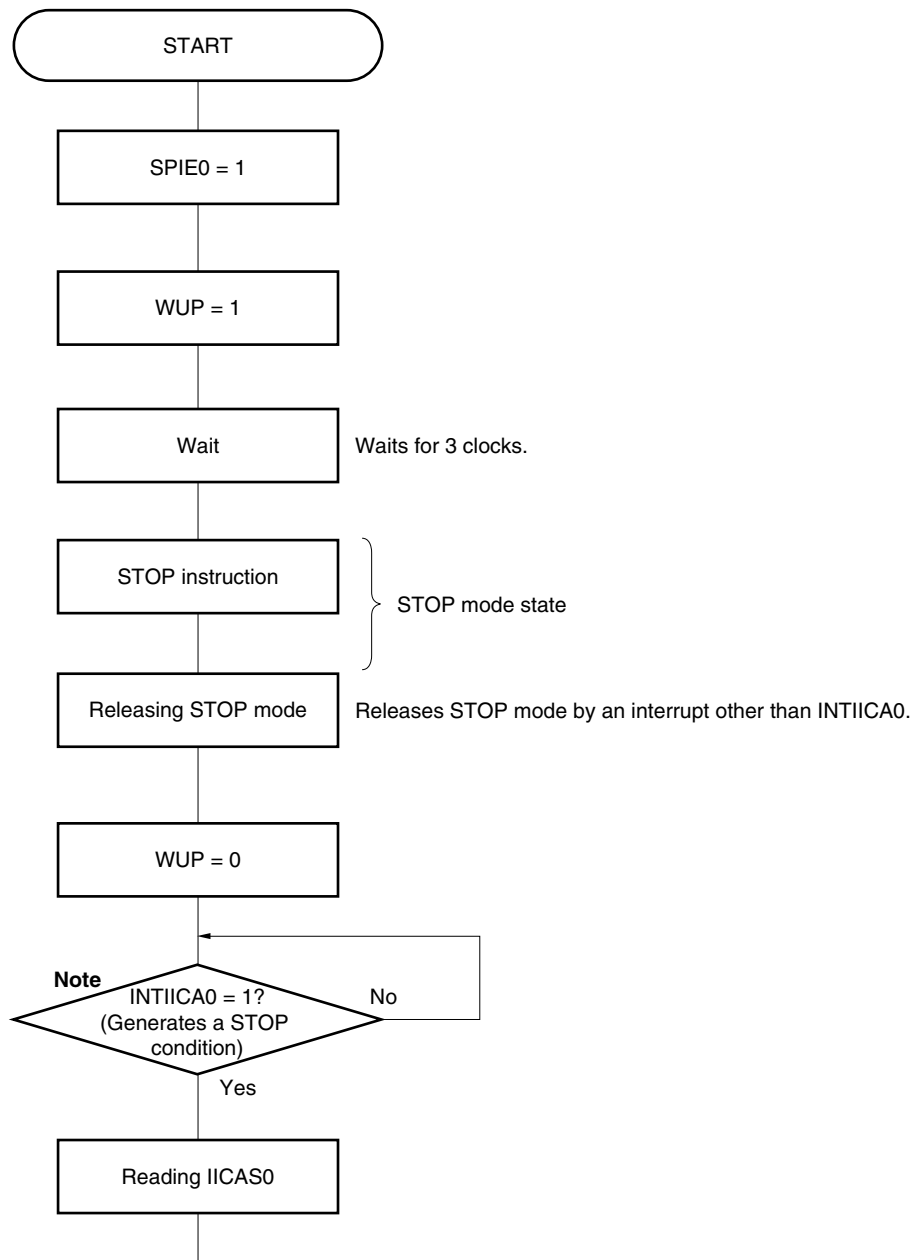 START
SPIE0 = 1
WUP = 1
Wait
Waits for 3 clocks.
STOP instruction
STOP mode state
Releasing STOP mode
Releases STOP mode by an interrupt other than INTIICA0.
WUP = 0
Note
INTIICA0 = 1?
(Generates a STOP
condition)
No
Yes
Reading IICAS0